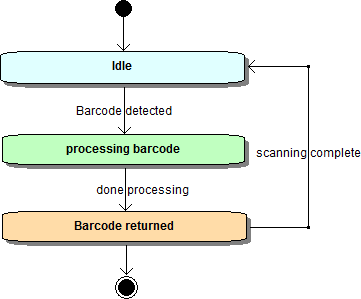 Idle
Barcode detected
processing barcode
scanning complete
done processing
Barcode returned